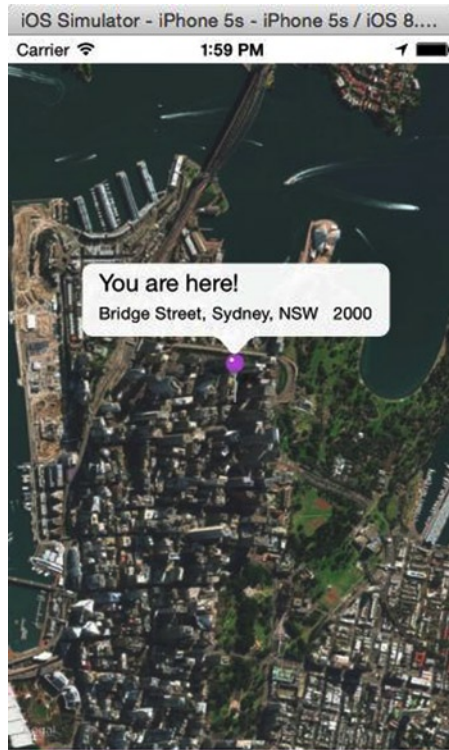 iOS Simulator - iPhone 5s - iPhone 5s / iOS 8....
Carrier 1:59 PM
You are here!
Bridge Street, Sydney, NSW 2000
Legal